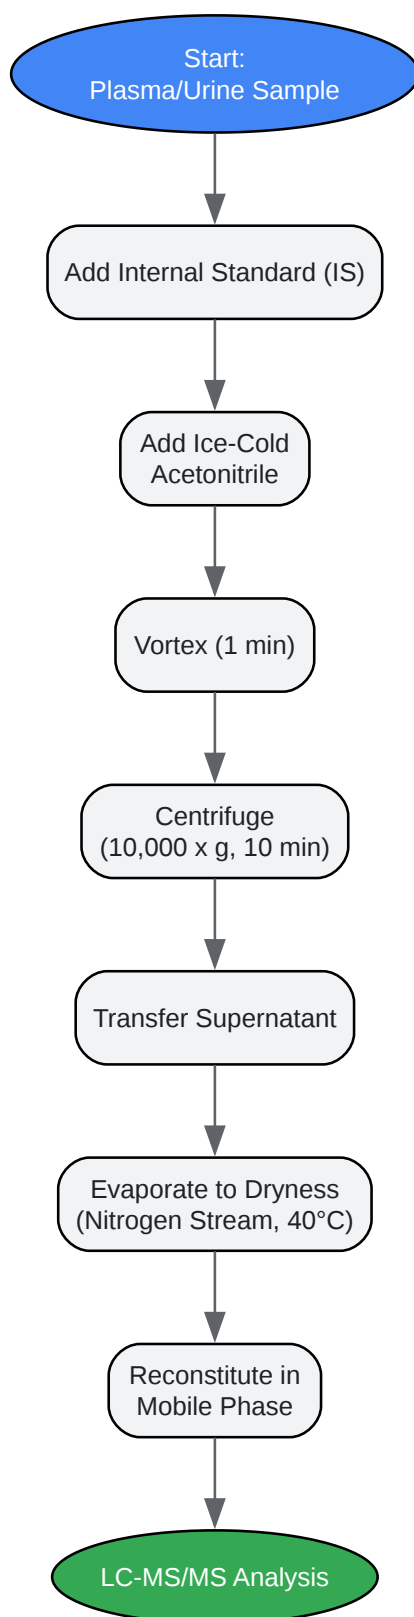 Start:
Plasma/Urine Sample
Add Internal Standard (IS)
Add Ice-Cold
Acetonitrile
Vortex (1 min)
Centrifuge
(10,000 x g, 10 min)
Transfer Supernatant
Evaporate to Dryness
(Nitrogen Stream, 40°C)
Reconstitute in
Mobile Phase
LC-MS/MS Analysis